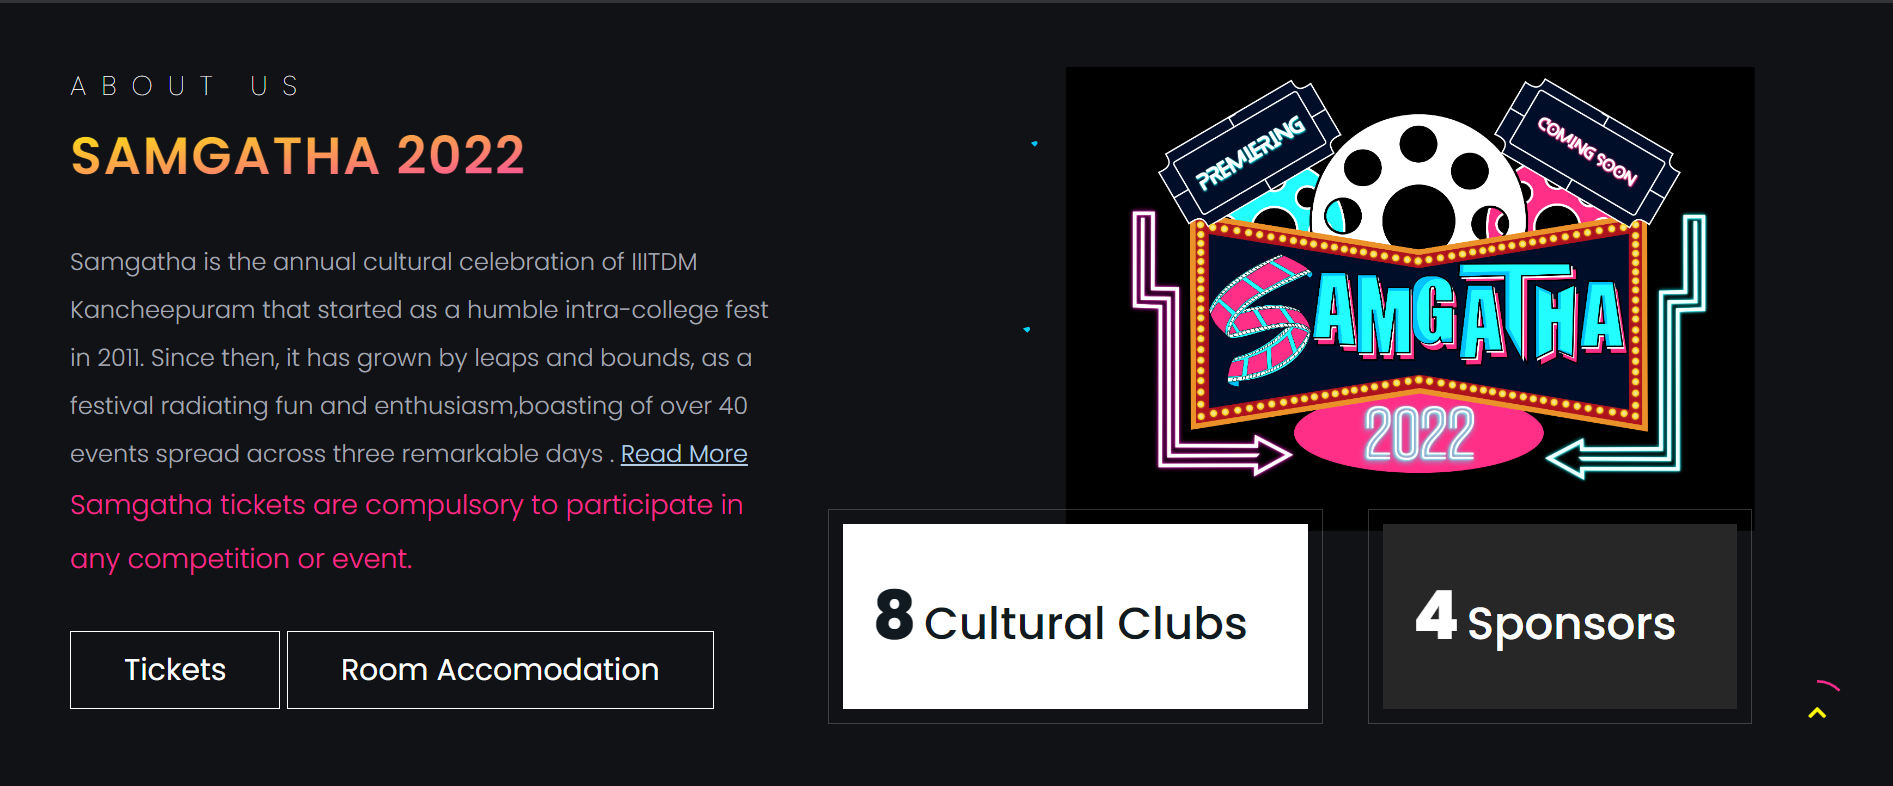 ABOUT US
SAMGATHA 2022
Samgatha is the annual cultural celebration of IIITDM
Kancheepuram that started as a humble intra-college fest
in 2011. Since then, it has grown by leaps and bounds, as a
festival radiating fun and enthusiasm,boasting of over 40
events spread across three remarkable days . Read More
Samgatha tickets are compulsory to participate in
any competition or event.
Tickets
Room Accomodation
PREMIERING
COMING SOON
SAMGATHA
2022
8 Cultural Clubs
4 Sponsors